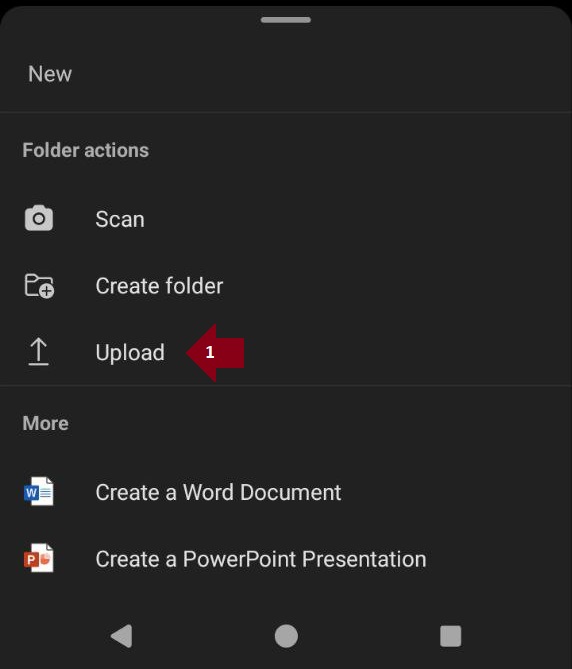 New
Folder actions
Scan
Create folder
Upload
1
More
W
Create a Word Document
P
Create a PowerPoint Presentation